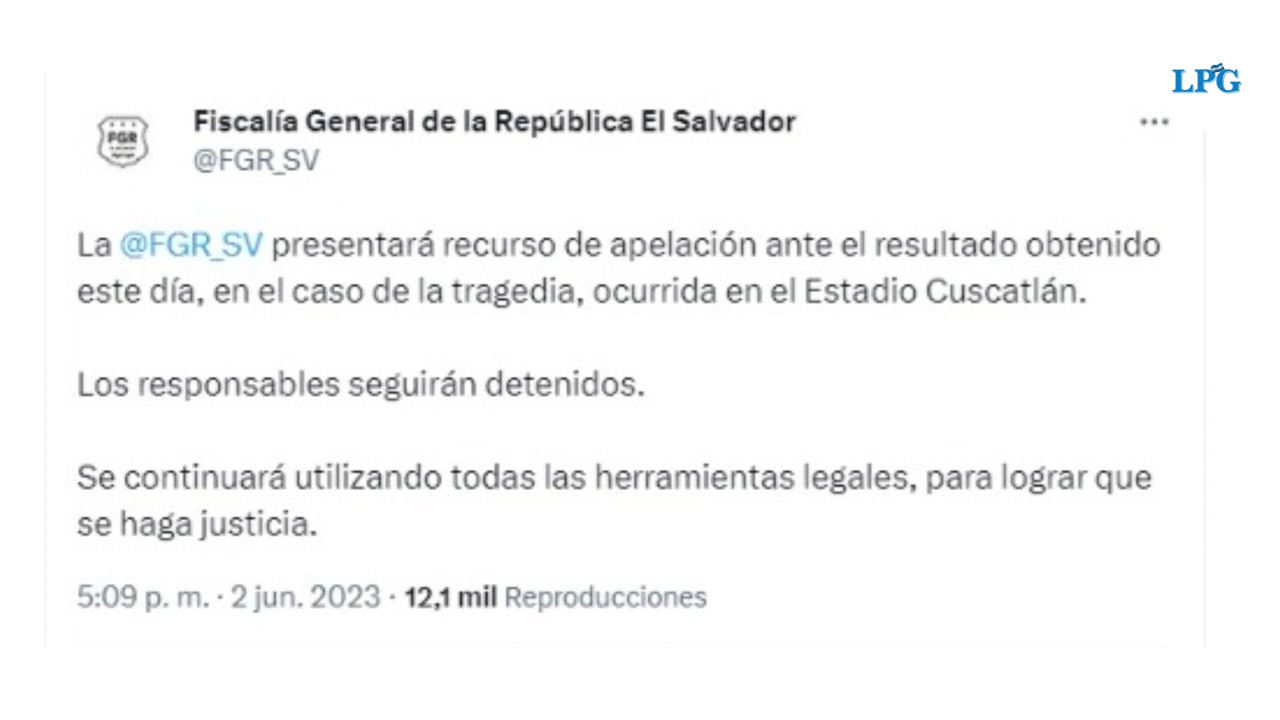 LPG
FGR
Fiscalía General de la República El Salvador
@FGR_SV
La @FGR_SV presentará recurso de apelación ante el resultado obtenido
este día, en el caso de la tragedia, ocurrida en el Estadio Cuscatlán.
Los responsables seguirán detenidos.
Se continuará utilizando todas las herramientas legales, para lograr que
se haga justicia.
5:09 p. m. · 2 jun. 2023 · 12,1 mil Reproducciones